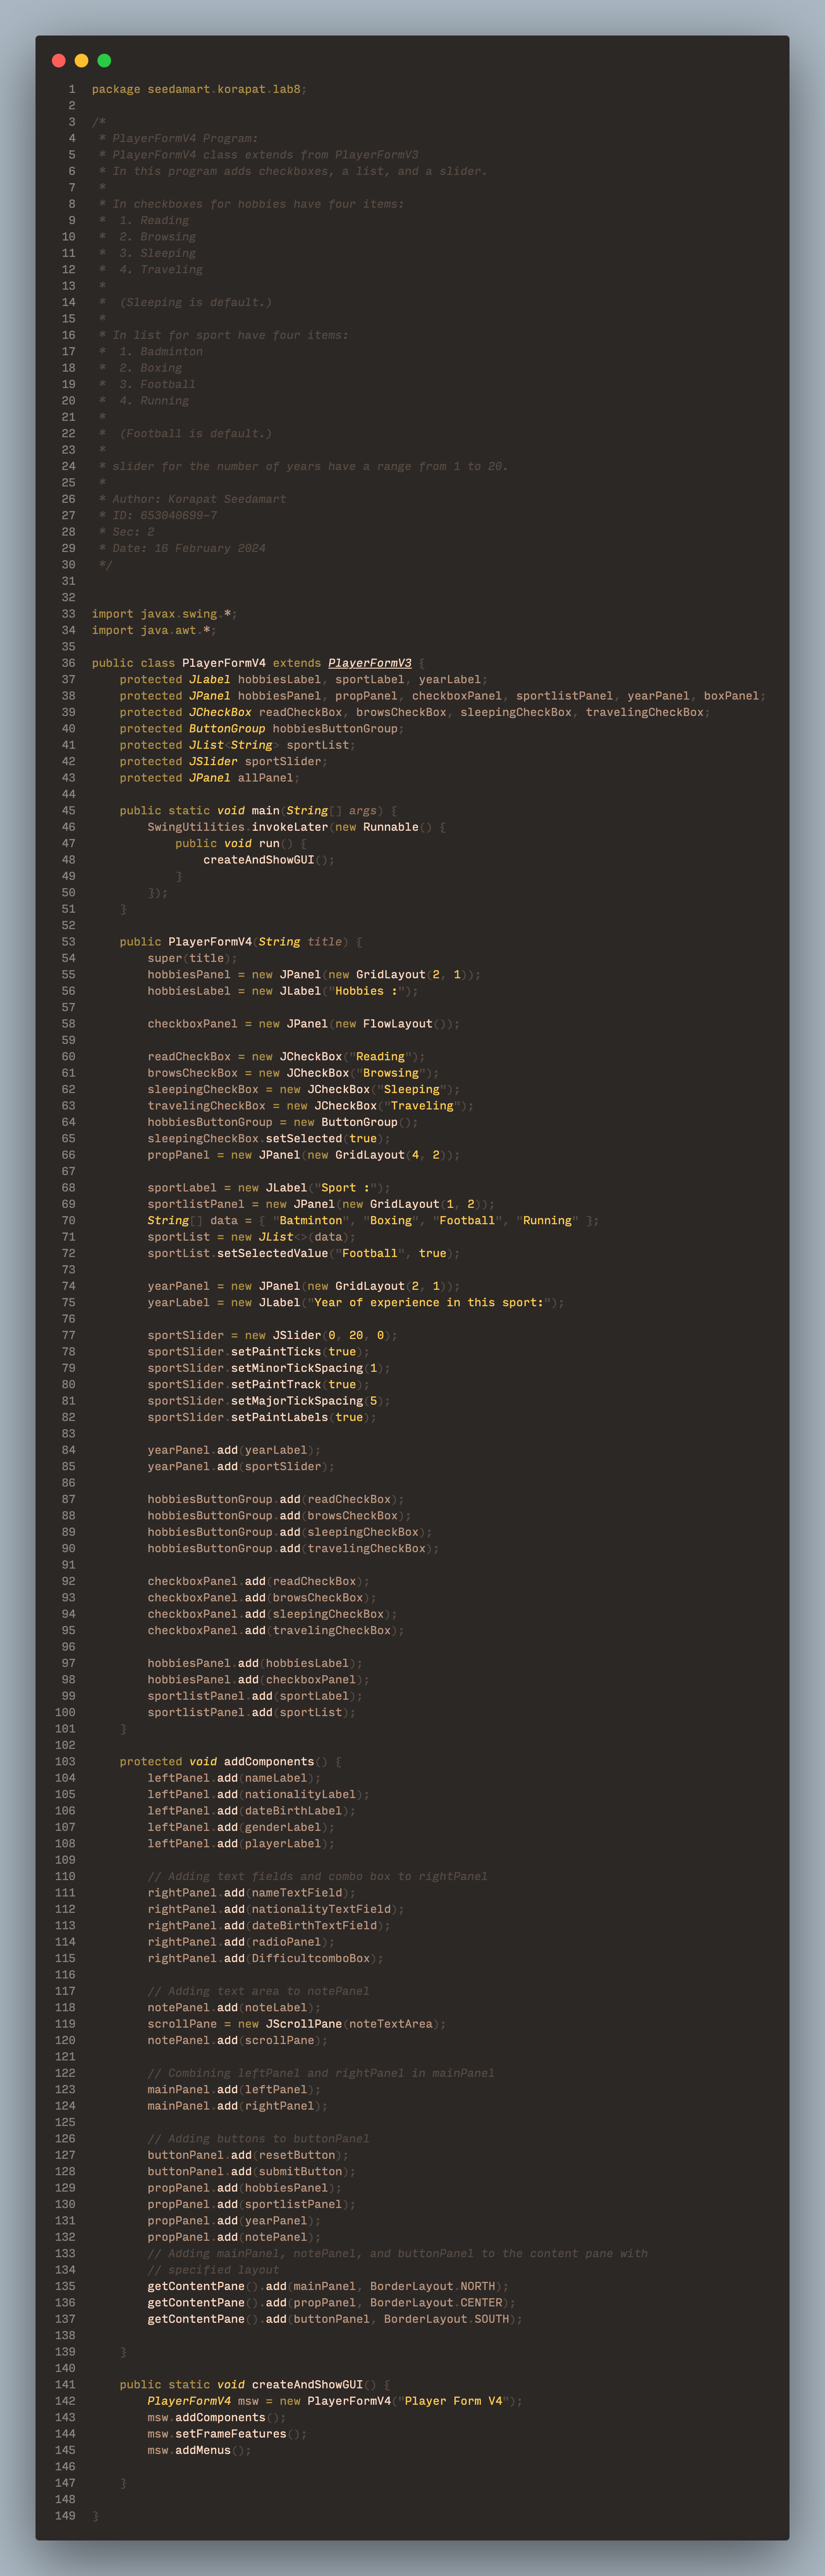 1 package seedamart.korapat.lab8;
2
3 /*
4  * PlayerFormV4 Program:
5  * PlayerFormV4 class extends from PlayerFormV3
6  * In this program adds checkboxes, a list, and a slider.
7  *
8  * In checkboxes for hobbies have four items:
9  *  1. Reading
10  *  2. Browsing
11  *  3. Sleeping
12  *  4. Traveling
13  *
14  *  (Sleeping is default.)
15  *
16  * In list for sport have four items:
17  *  1. Badminton
18  *  2. Boxing
19  *  3. Football
20  *  4. Running
21  *
22  *  (Football is default.)
23  *
24  * slider for the number of years have a range from 1 to 20.
25  *
26  * Author: Korapat Seedamart
27  * ID: 653040699-7
28  * Sec: 2
29  * Date: 16 February 2024
30  */
31
32
33 import javax.swing.*;
34 import java.awt.*;
35
36 public class PlayerFormV4 extends PlayerFormV3 {
37     protected JLabel hobbiesLabel, sportLabel, yearLabel;
38     protected JPanel hobbiesPanel, propPanel, checkboxPanel, sportlistPanel, yearPanel, boxPanel;
39     protected JCheckBox readCheckBox, browsCheckBox, sleepingCheckBox, travelingCheckBox;
40     protected ButtonGroup hobbiesButtonGroup;
41     protected JList<String> sportList;
42     protected JSlider sportSlider;
43     protected JPanel allPanel;
44
45     public static void main(String[] args) {
46         SwingUtilities.invokeLater(new Runnable() {
47             public void run() {
48                 createAndShowGUI();
49             }
50         });
51     }
52
53     public PlayerFormV4(String title) {
54         super(title);
55         hobbiesPanel = new JPanel(new GridLayout(2, 1));
56         hobbiesLabel = new JLabel("Hobbies :");
57
58         checkboxPanel = new JPanel(new FlowLayout());
59
60         readCheckBox = new JCheckBox("Reading");
61         browsCheckBox = new JCheckBox("Browsing");
62         sleepingCheckBox = new JCheckBox("Sleeping");
63         travelingCheckBox = new JCheckBox("Traveling");
64         hobbiesButtonGroup = new ButtonGroup();
65         sleepingCheckBox.setSelected(true);
66         propPanel = new JPanel(new GridLayout(4, 2));
67
68         sportLabel = new JLabel("Sport :");
69         sportlistPanel = new JPanel(new GridLayout(1, 2));
70         String[] data = { "Batminton", "Boxing", "Football", "Running" };
71         sportList = new JList<>(data);
72         sportList.setSelectedValue("Football", true);
73
74         yearPanel = new JPanel(new GridLayout(2, 1));
75         yearLabel = new JLabel("Year of experience in this sport:");
76
77         sportSlider = new JSlider(0, 20, 0);
78         sportSlider.setPaintTicks(true);
79         sportSlider.setMinorTickSpacing(1);
80         sportSlider.setPaintTrack(true);
81         sportSlider.setMajorTickSpacing(5);
82         sportSlider.setPaintLabels(true);
83
84         yearPanel.add(yearLabel);
85         yearPanel.add(sportSlider);
86
87         hobbiesButtonGroup.add(readCheckBox);
88         hobbiesButtonGroup.add(browsCheckBox);
89         hobbiesButtonGroup.add(sleepingCheckBox);
90         hobbiesButtonGroup.add(travelingCheckBox);
91
92         checkboxPanel.add(readCheckBox);
93         checkboxPanel.add(browsCheckBox);
94         checkboxPanel.add(sleepingCheckBox);
95         checkboxPanel.add(travelingCheckBox);
96
97         hobbiesPanel.add(hobbiesLabel);
98         hobbiesPanel.add(checkboxPanel);
99         sportlistPanel.add(sportLabel);
100         sportlistPanel.add(sportList);
101     }
102
103     protected void addComponents() {
104         leftPanel.add(nameLabel);
105         leftPanel.add(nationalityLabel);
106         leftPanel.add(dateBirthLabel);
107         leftPanel.add(genderLabel);
108         leftPanel.add(playerLabel);
109
110         // Adding text fields and combo box to rightPanel
111         rightPanel.add(nameTextField);
112         rightPanel.add(nationalityTextField);
113         rightPanel.add(dateBirthTextField);
114         rightPanel.add(radioPanel);
115         rightPanel.add(DifficultcomboBox);
116
117         // Adding text area to notePanel
118         notePanel.add(noteLabel);
119         scrollPane = new JScrollPane(noteTextArea);
120         notePanel.add(scrollPane);
121
122         // Combining leftPanel and rightPanel in mainPanel
123         mainPanel.add(leftPanel);
124         mainPanel.add(rightPanel);
125
126         // Adding buttons to buttonPanel
127         buttonPanel.add(resetButton);
128         buttonPanel.add(submitButton);
129         propPanel.add(hobbiesPanel);
130         propPanel.add(sportlistPanel);
131         propPanel.add(yearPanel);
132         propPanel.add(notePanel);
133         // Adding mainPanel, notePanel, and buttonPanel to the content pane with
134         // specified layout
135         getContentPane().add(mainPanel, BorderLayout.NORTH);
136         getContentPane().add(propPanel, BorderLayout.CENTER);
137         getContentPane().add(buttonPanel, BorderLayout.SOUTH);
138
139     }
140
141     public static void createAndShowGUI() {
142         PlayerFormV4 msw = new PlayerFormV4("Player Form V4");
143         msw.addComponents();
144         msw.setFrameFeatures();
145         msw.addMenus();
146
147     }
148
149 }